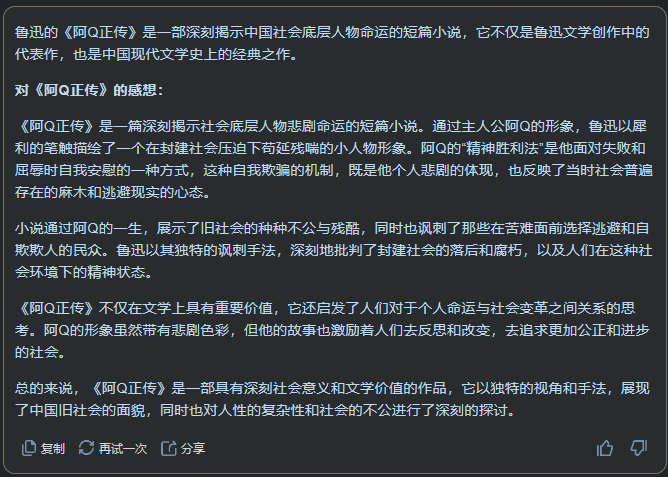 鲁迅的《阿Q正传》是一部深刻揭示中国社会底层人物命运的短篇小说，它不仅是鲁迅文学创作中的
代表作，也是中国现代文学史上的经典之作。
对《阿Q正传》的感想：
《阿Q正传》是一篇深刻揭示社会底层人物悲剧命运的短篇小说。通过主人公阿Q的形象，鲁迅以犀
利的笔触描绘了一个在封建社会压迫下苟延残喘的小人物形象。阿Q的“精神胜利法”是他面对失败和
屈辱时自我安慰的一种方式，这种自我欺骗的机制，既是他个人悲剧的体现，也反映了当时社会普遍
存在的麻木和逃避现实的心态。
小说通过阿Q的一生，展示了旧社会的种种不公与残酷，同时也讽刺了那些在苦难面前选择逃避和自
欺欺人的民众。鲁迅以其独特的讽刺手法，深刻地批判了封建社会的落后和腐朽，以及人们在这种社
会环境下的精神状态。
《阿Q正传》不仅在文学上具有重要价值，它还启发了人们对于个人命运与社会变革之间关系的思
考。阿Q的形象虽然带有悲剧色彩，但他的故事也激励着人们去反思和改变，去追求更加公正和进步
的社会。
总的来说，《阿Q正传》是一部具有深刻社会意义和文学价值的作品，它以独特的视角和手法，展现
了中国旧社会的面貌，同时也对人性的复杂性和社会的不公进行了深刻的探讨。
复制 再试一次 分享